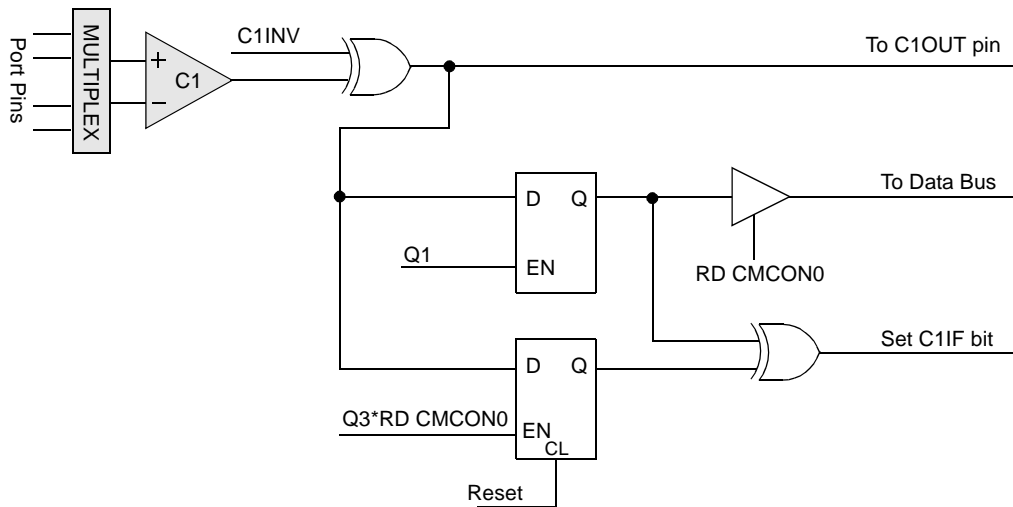 Port Pins
MULTIPLEX
+
−
C1
C1INV
To C1OUT pin
D Q
Q1
EN
To Data Bus
RD CMCON0
D Q
Q3*RD CMCON0
EN
CL
Reset
Set C1IF bit